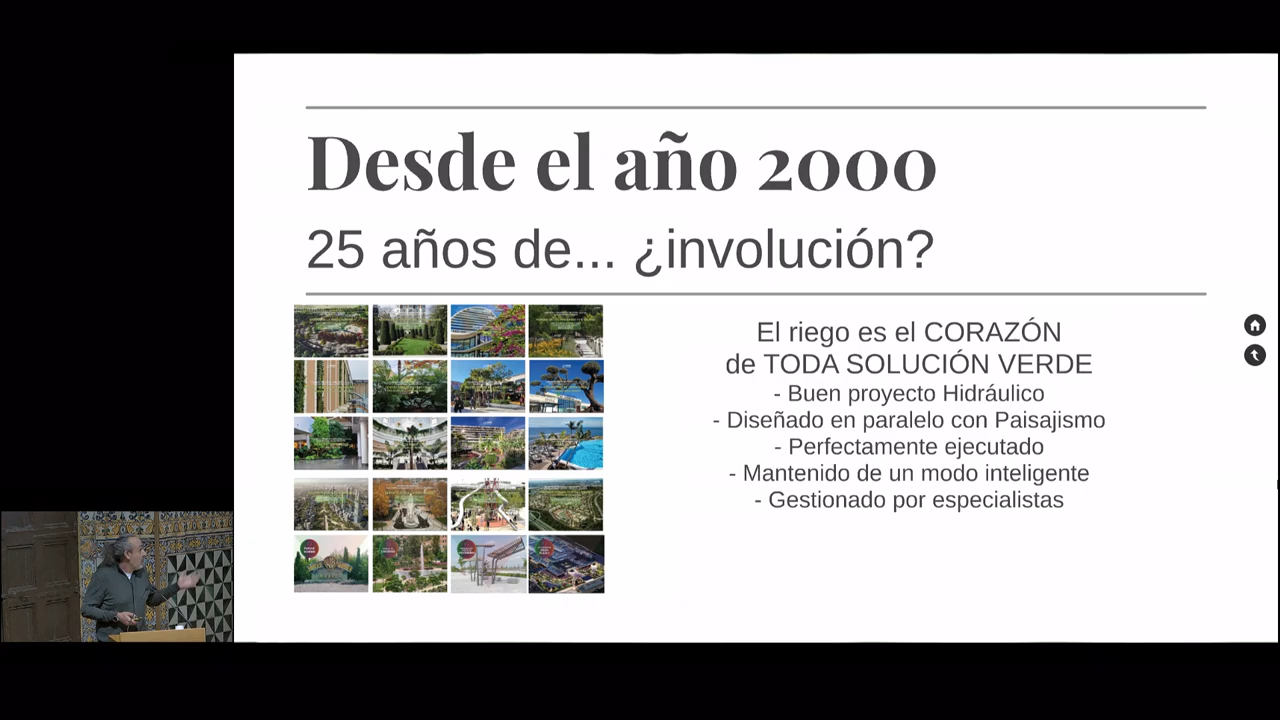 Desde el año 2000
25 años de... ¿involución?
El riego es el CORAZÓN
de TODA SOLUCIÓN VERDE
- Buen proyecto Hidráulico
- Diseñado en paralelo con Paisajismo
- Perfectamente ejecutado
- Mantenido de un modo inteligente
- Gestionado por especialistas